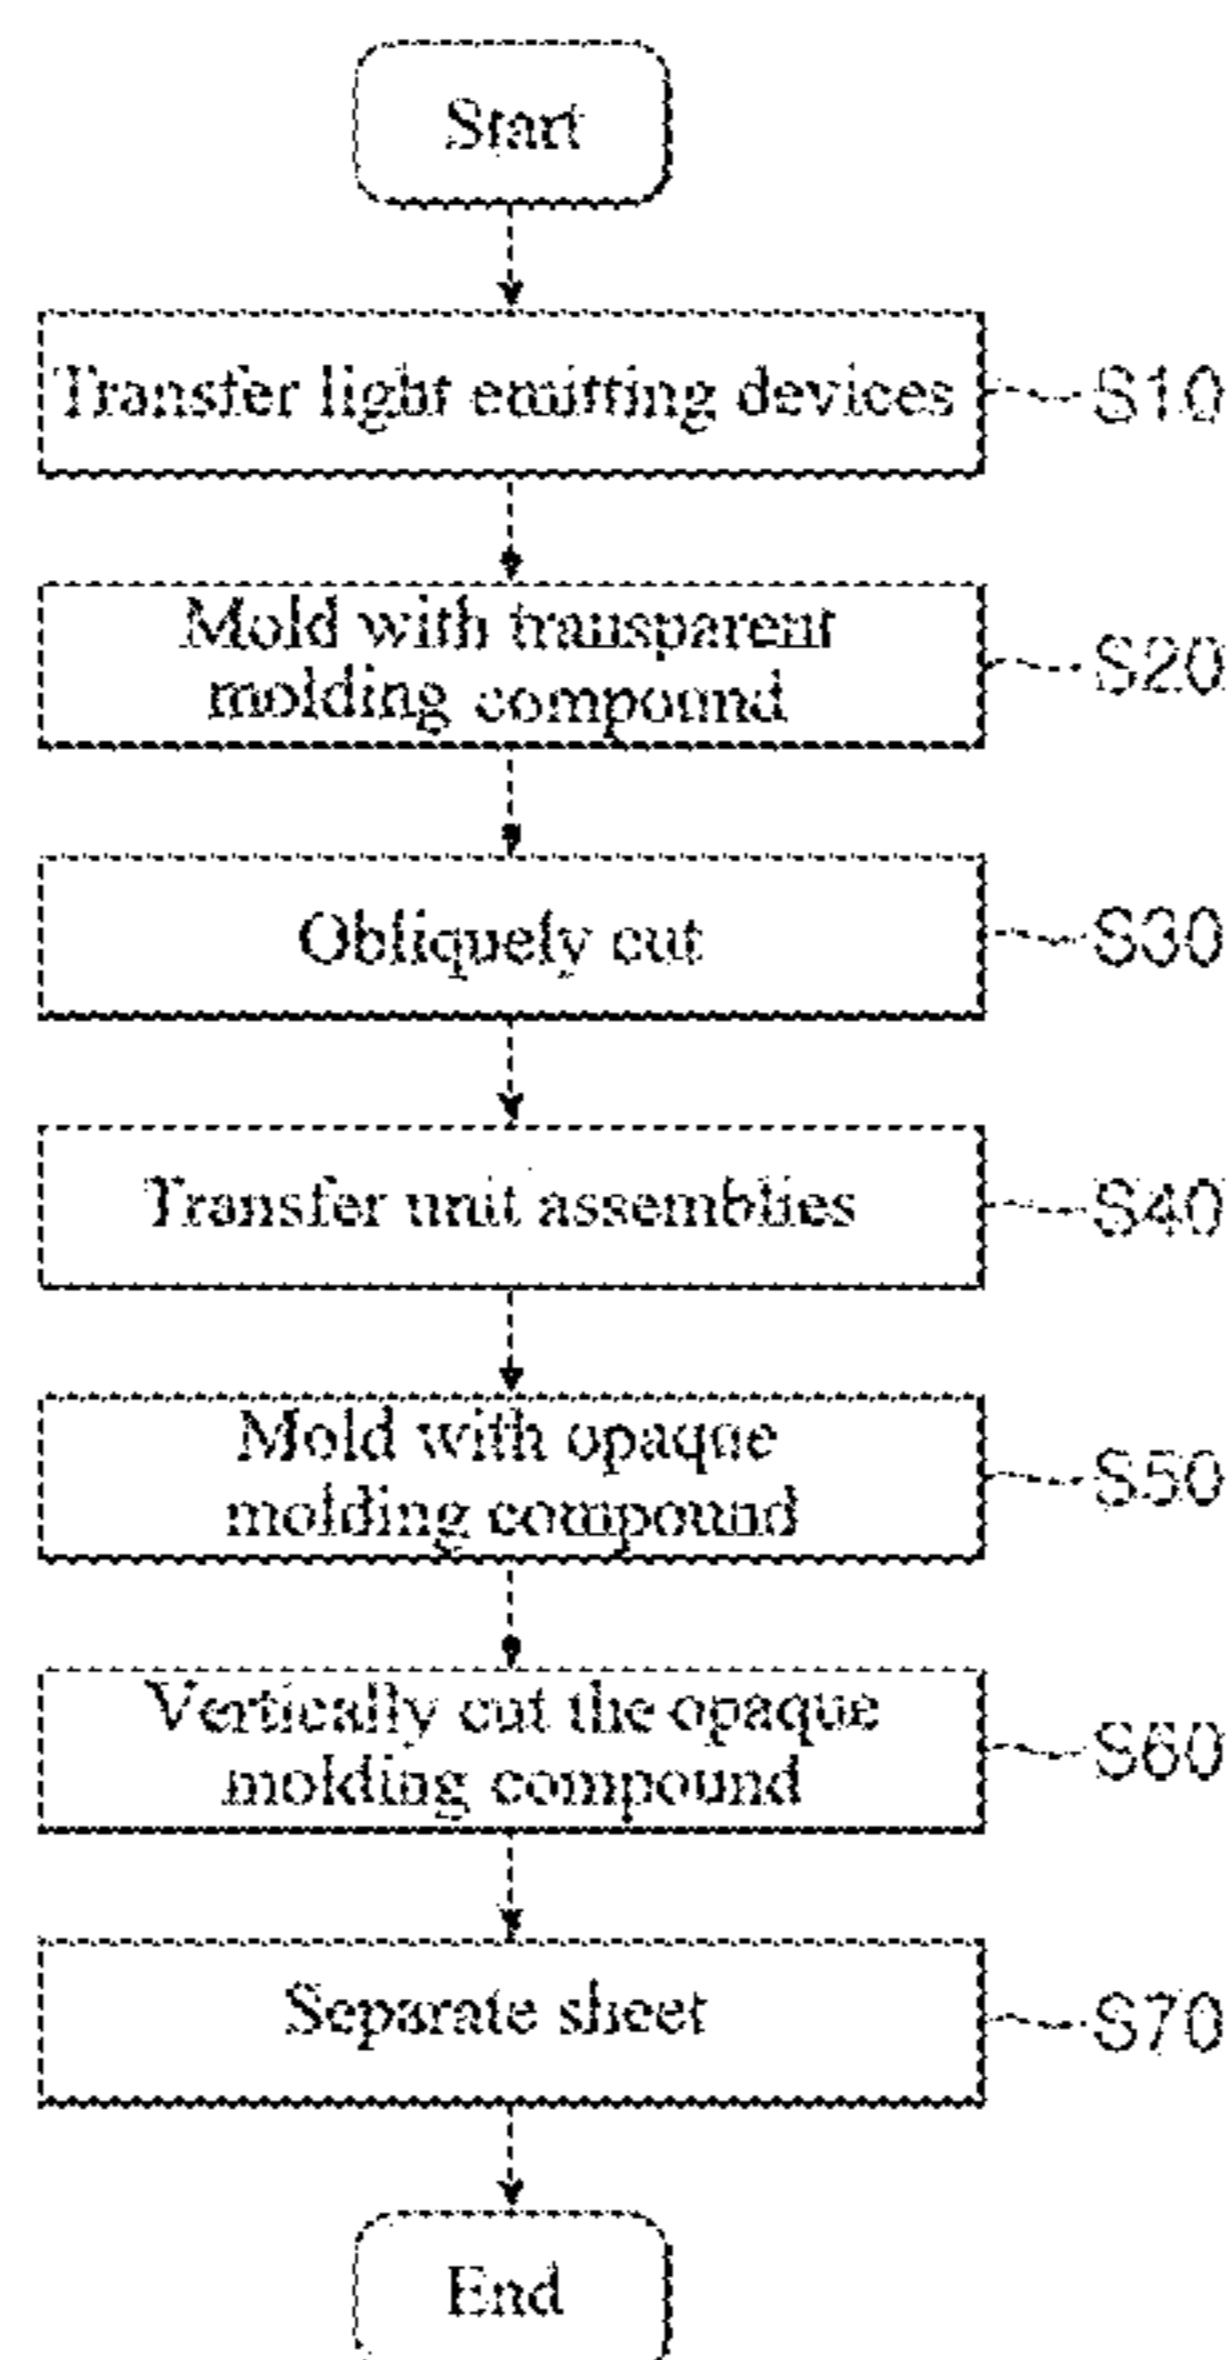 Start
Transfer light emitting devices
S10
Mold with transparent
molding compound
S20
Obliquely cut
S30
Transfer unit assemblies
S40
Mold with opaque
molding compound
S50
Vertically cut the opaque
molding compound
S60
Separate sheet
S70
End